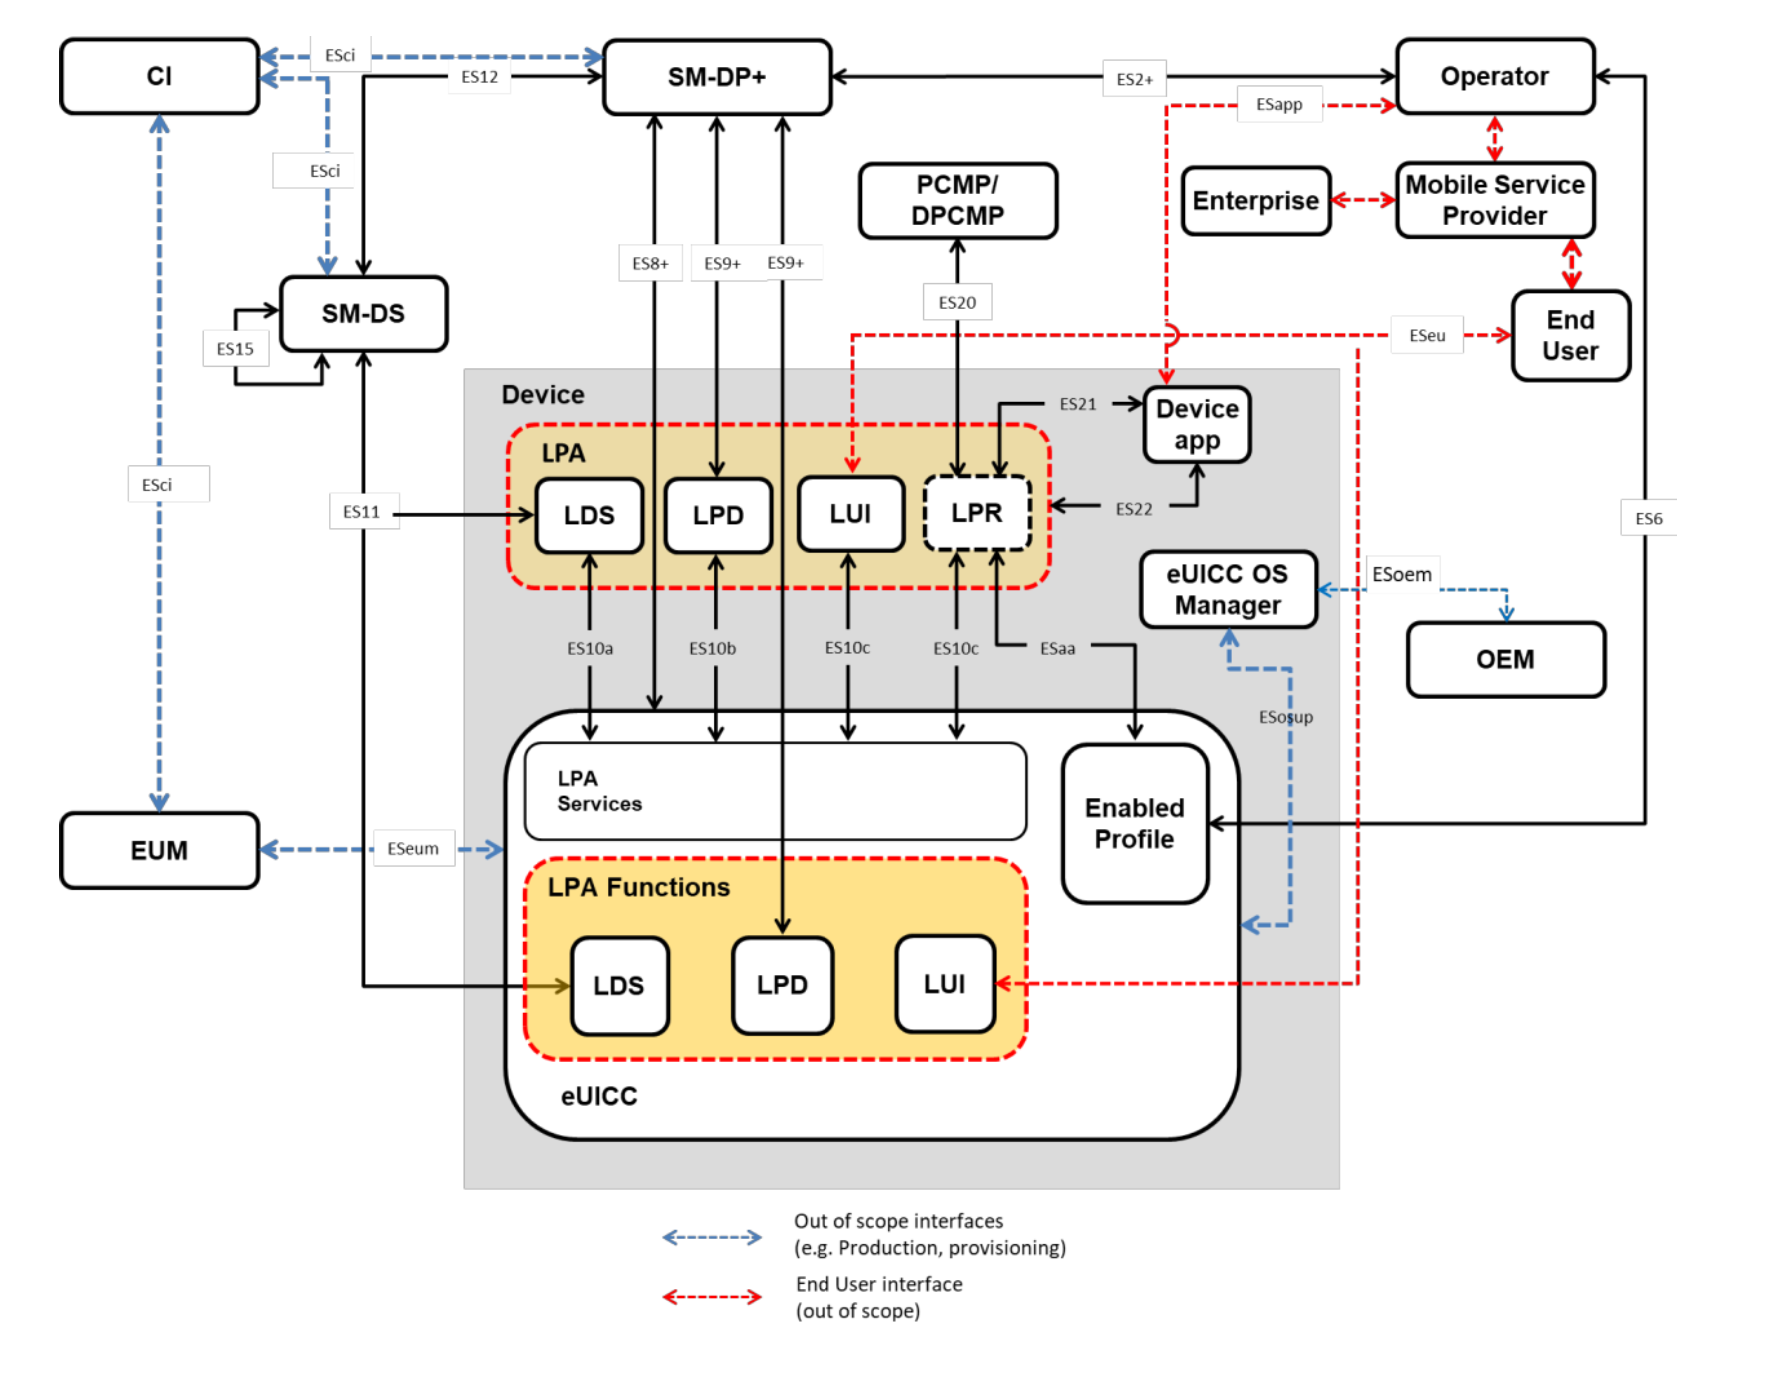 CI
ESci
SM-DP+
ES12
ES2+
Operator
ESapp
ESci
PCMP/
DPCMP
Enterprise
Mobile Service
Provider
ES8+
ES9+
ES9+
ES20
SM-DS
ES15
ESeu
End
User
Device
ES21
Device
app
LPA
LDS
LPD
LUI
LPR
ES22
ESci
ES11
ES6
eUICC OS
Manager
ESoem
OEM
ES10a
ES10b
ES10c
ES10c
ESaa
ESosup
LPA
Services
Enabled
Profile
EUM
ESeum
LPA Functions
LDS
LPD
LUI
eUICC
Out of scope interfaces
(e.g. Production, provisioning)
End User interface
(out of scope)